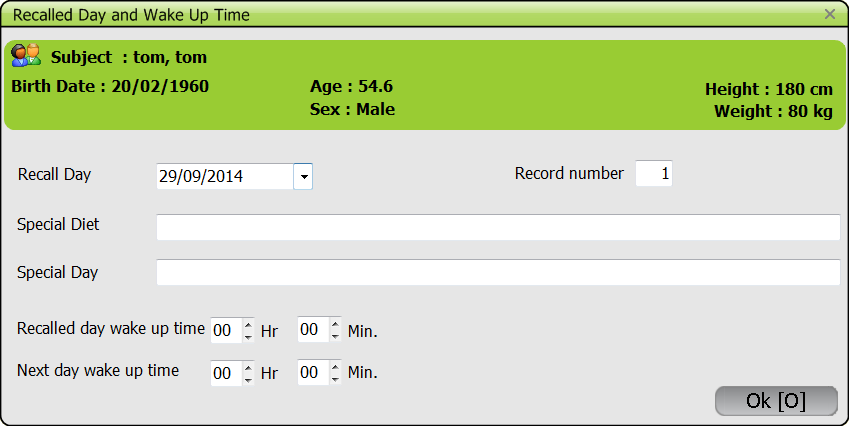 Recalled Day and Wake Up Time
Subject : tom, tom
Birth Date : 20/02/1960 Age : 54.6 Height : 180 cm
Sex : Male Weight : 80 kg
Recall Day 29/09/2014 Record number 1
Special Diet
Special Day
Recalled day wake up time 00 Hr 00 Min.
Next day wake up time 00 Hr 00 Min.
Ok [O]